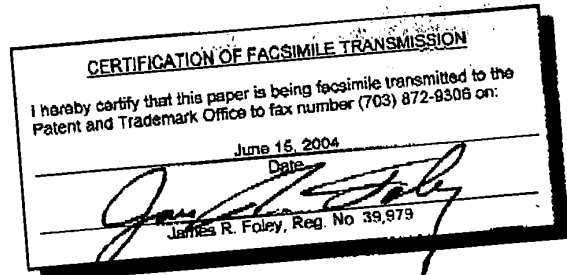 CERTIFICATION OF FACSIMILE TRANSMISSION
I hereby certify that this paper is being facsimile transmitted to the
Patent and Trademark Office to fax number (703) 872-9306 on:
June 15, 2004
Date
James R. Foley, Reg. No 39,979